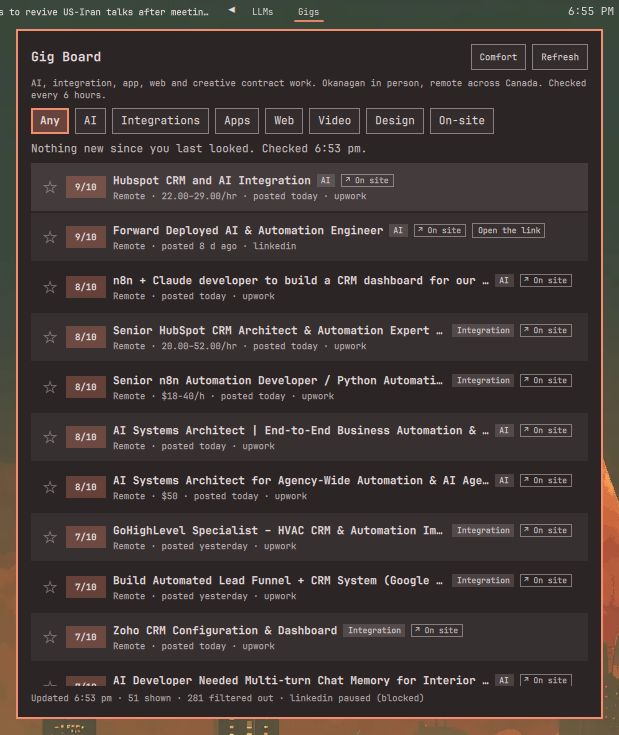 s to revive US-Iran talks after meetin… ◀ LLMs Gigs 6:55 PM
Gig Board Comfort Refresh
AI, integration, app, web and creative contract work. Okanagan in person, remote across Canada. Checked
every 6 hours.
Any AI Integrations Apps Web Video Design On-site
Nothing new since you last looked. Checked 6:53 pm.
☆ 9/10 Hubspot CRM and AI Integration AI ↗ On site
Remote · 22.00–29.00/hr · posted today · upwork
☆ 9/10 Forward Deployed AI & Automation Engineer AI ↗ On site Open the link
Remote · posted 8 d ago · linkedin
☆ 8/10 n8n + Claude developer to build a CRM dashboard for our … AI ↗ On site
Remote · posted today · upwork
☆ 8/10 Senior HubSpot CRM Architect & Automation Expert … Integration ↗ On site
Remote · 20.00–52.00/hr · posted today · upwork
☆ 8/10 Senior n8n Automation Developer / Python Automati… Integration ↗ On site
Remote · $18-40/h · posted today · upwork
☆ 8/10 AI Systems Architect | End-to-End Business Automation & … AI ↗ On site
Remote · posted today · upwork
☆ 8/10 AI Systems Architect for Agency-Wide Automation & AI Age… AI ↗ On site
Remote · $50 · posted today · upwork
☆ 7/10 GoHighLevel Specialist – HVAC CRM & Automation Im… Integration ↗ On site
Remote · posted yesterday · upwork
☆ 7/10 Build Automated Lead Funnel + CRM System (Google … Integration ↗ On site
Remote · posted yesterday · upwork
☆ 7/10 Zoho CRM Configuration & Dashboard Integration ↗ On site
Remote · posted today · upwork
☆ 7/10 AI Developer Needed Multi-turn Chat Memory for Interior … AI ↗ On site
Updated 6:53 pm · 51 shown · 281 filtered out · linkedin paused (blocked)